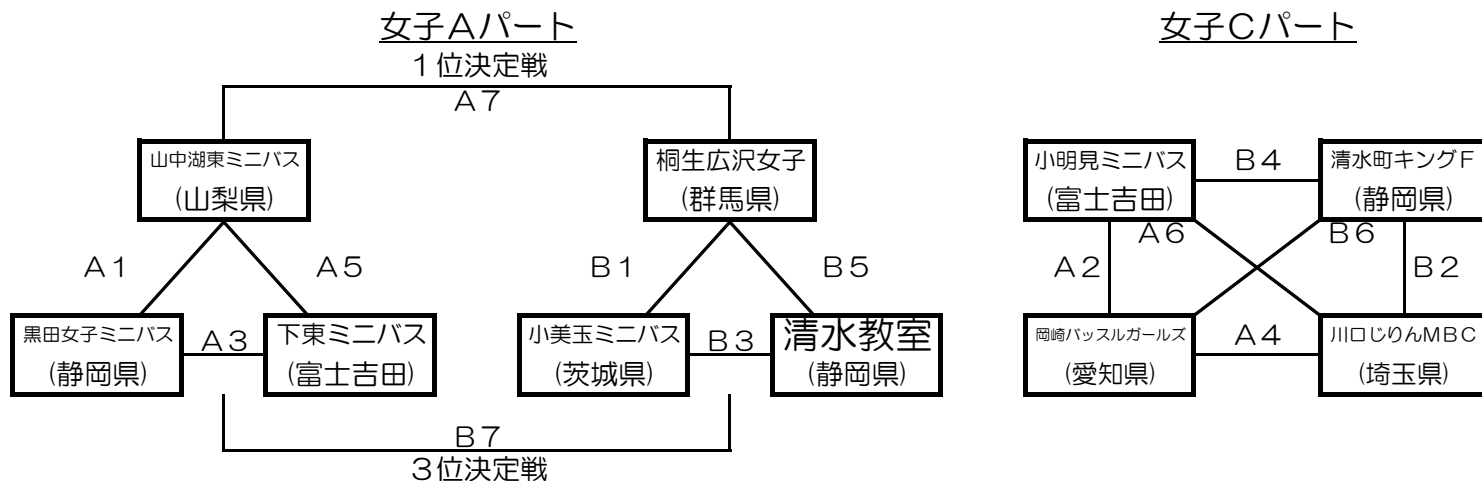 女子Aパート
1位決定戦
A7
山中湖東ミニバス
(山梨県)
桐生広沢女子
(群馬県)
A1
A5
B1
B5
黒田女子ミニバス
(静岡県)
A3
下東ミニバス
(富士吉田)
小美玉ミニバス
(茨城県)
B3
清水教室
(静岡県)
B7
3位決定戦
女子Cパート
小明見ミニバス
(富士吉田)
B4
清水町キングF
(静岡県)
A6
B6
A2
B2
岡崎バッスルガールズ
(愛知県)
A4
川口じりんMBC
(埼玉県)